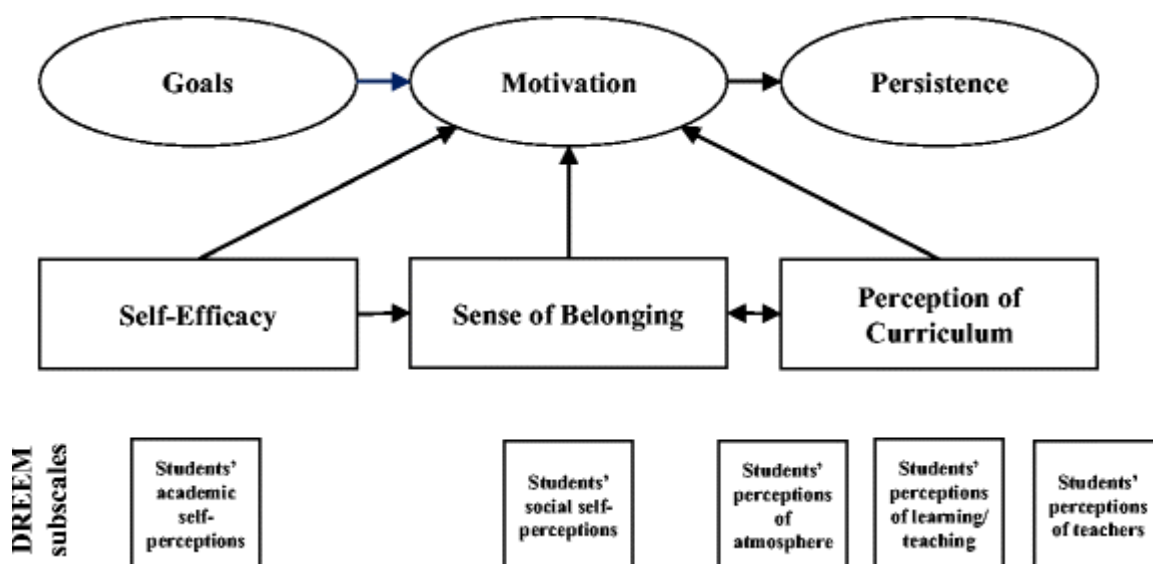 Goals
Motivation
Persistence
Self-Efficacy
Sense of Belonging
Perception of
Curriculum
DREEM
subscales
Students’
academic
self-
perceptions
Students’
social self-
perceptions
Students’
perceptions
of
atmosphere
Students’
perceptions
of learning/
teaching
Students’
perceptions
of teachers